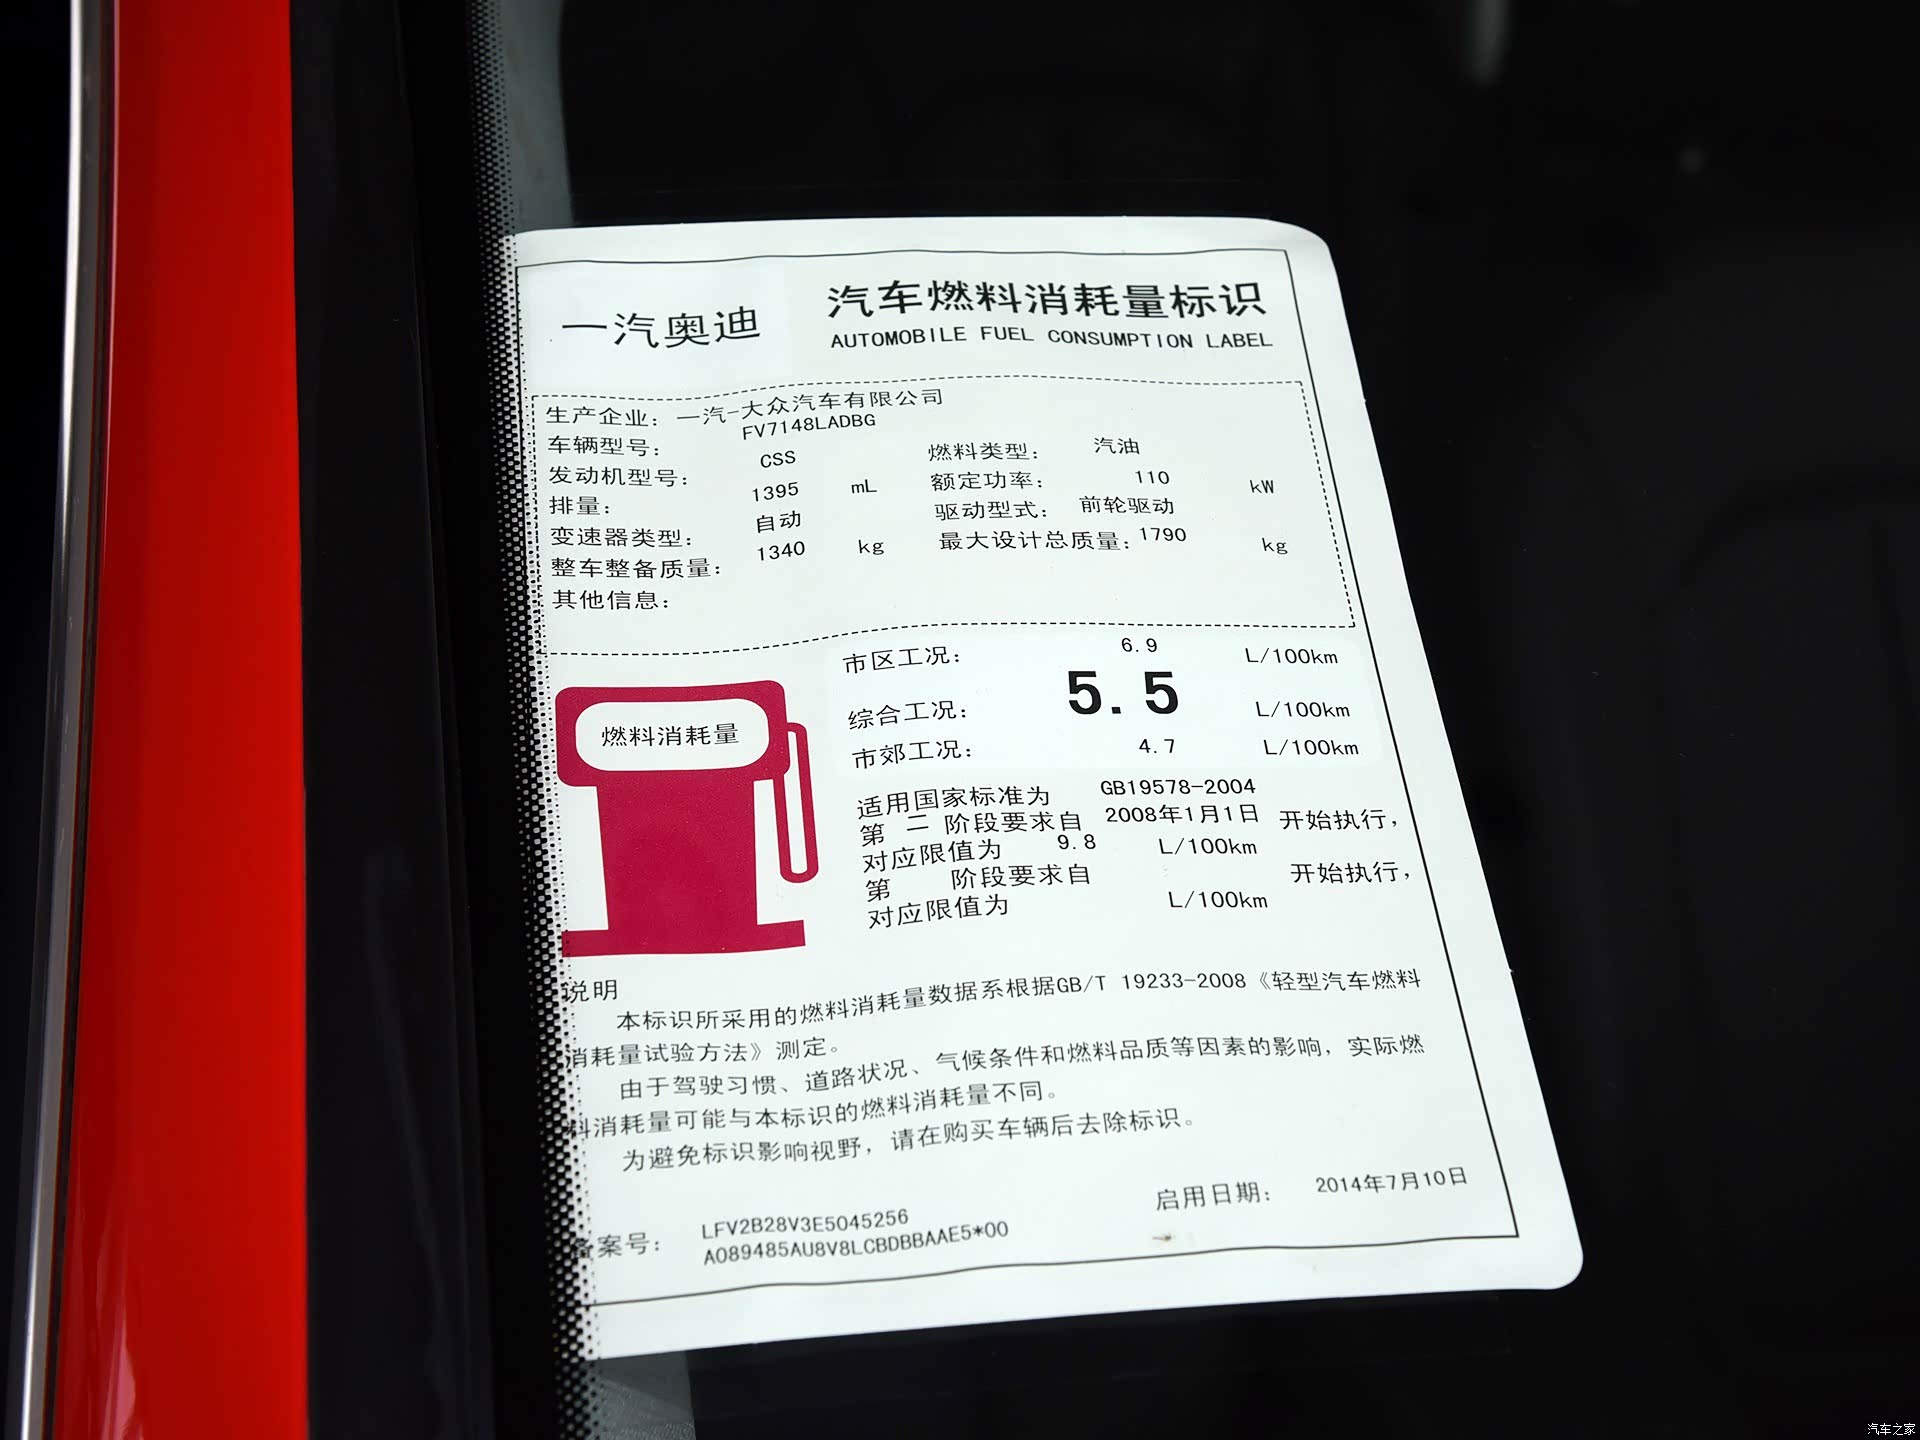 一汽奥迪
汽车燃料消耗量标识
AUTOMOBILE FUEL CONSUMPTION LABEL
生产企业: 一汽-大众汽车有限公司
车辆型号: FV7148LADBG
发动机型号: CSS 燃料类型: 汽油
排量: 1395 mL 额定功率: 110 kW
变速器类型: 自动 驱动型式: 前轮驱动
整车整备质量: 1340 kg 最大设计总质量: 1790 kg
其他信息:
燃料消耗量
市区工况: 6.9 L/100km
综合工况: 5.5 L/100km
市郊工况: 4.7 L/100km
适用国家标准为 GB19578-2004
第 二 阶段要求自 2008年1月1日 开始执行,
对应限值为 9.8 L/100km
第 阶段要求自 开始执行,
对应限值为 L/100km
说明
本标识所采用的燃料消耗量数据系根据GB/T 19233-2008《轻型汽车燃料
消耗量试验方法》测定。
由于驾驶习惯、道路状况、气候条件和燃料品质等因素的影响, 实际燃
料消耗量可能与本标识的燃料消耗量不同。
为避免标识影响视野, 请在购买车辆后去除标识。
启用日期: 2014年7月10日
备案号: LFV2B28V3E5045256
A089485AU8V8LCBDBBAAE5*00
汽车之家